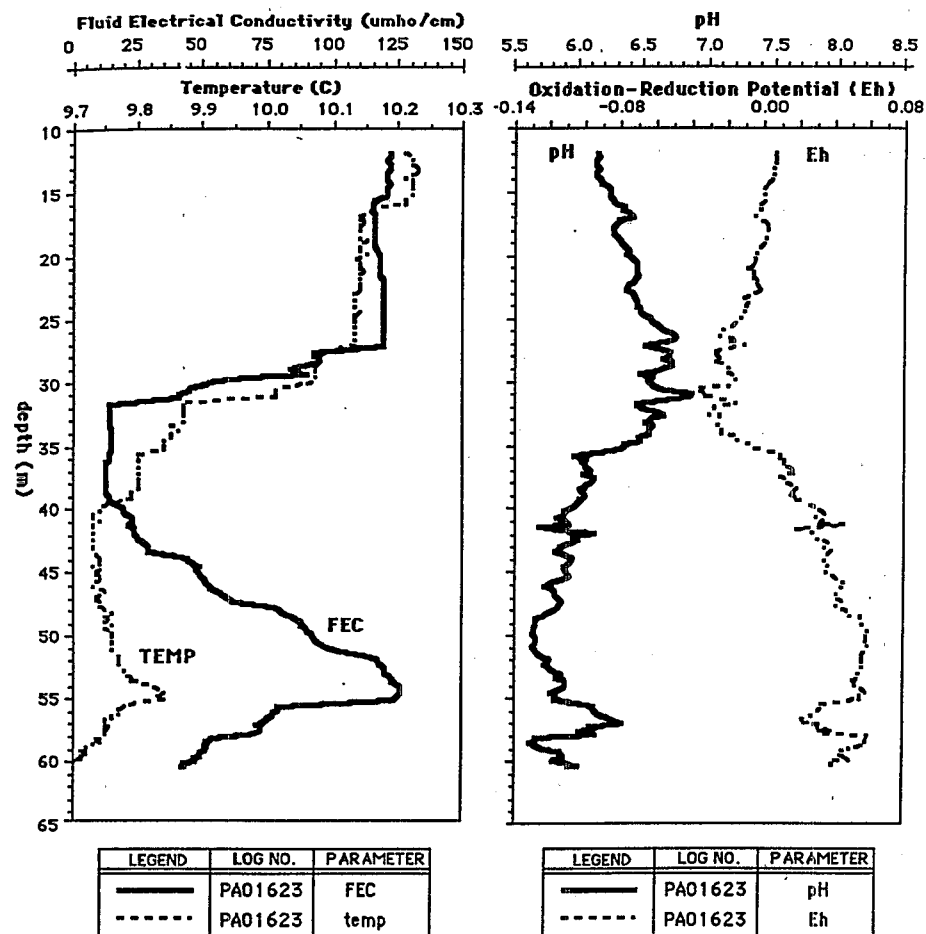 Fluid Electrical Conductivity (umho/cm)
0 25 50 75 100 125 150
Temperature (C)
9.7 9.8 9.9 10.0 10.1 10.2 10.3
pH
5.5 6.0 6.5 7.0 7.5 8.0 8.5
Oxidation-Reduction Potential (Eh)
-0.14 -0.08 0.00 0.08
10
15
20
25
30
35
40
45
50
55
60
65
depth (m)
FEC
TEMP
pH
Eh
LEGEND LOG NO. PARAMETER
PA01623 FEC
PA01623 temp
LEGEND LOG NO. PARAMETER
PA01623 pH
PA01623 Eh